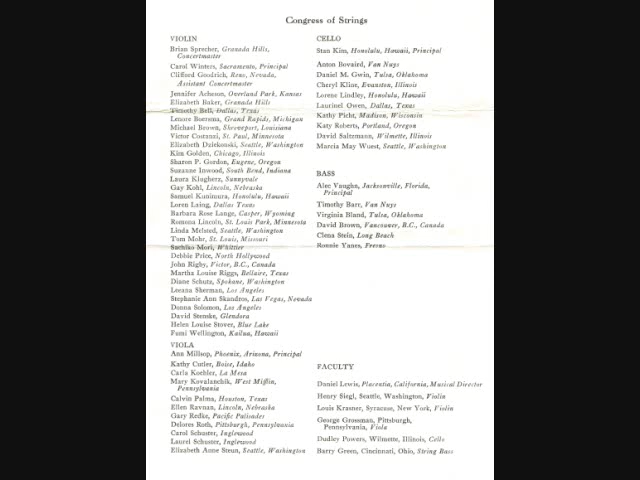 Congress of Strings
VIOLIN
Brian Sprecher, Granada Hills,
Concertmaster
Carol Winters, Sacramento, Principal
Clifford Goodrich, Reno, Nevada,
Assistant Concertmaster
Jennifer Acheson, Overland Park, Kansas
Elizabeth Baker, Granada Hills
Timothy Bell, Dallas, Texas
Lenore Boersma, Grand Rapids, Michigan
Michael Brown, Shreveport, Louisiana
Victor Costanzi, St. Paul, Minnesota
Elizabeth Dziekonski, Seattle, Washington
Kim Golden, Chicago, Illinois
Sharon P. Gordon, Eugene, Oregon
Suzanne Inwood, South Bend, Indiana
Laura Klugherz, Sunnyvale
Gay Kohl, Lincoln, Nebraska
Samuel Kunimura, Honolulu, Hawaii
Loren Laing, Dallas Texas
Barbara Rose Lange, Casper, Wyoming
Romona Lincoln, St. Louis Park, Minnesota
Linda Melsted, Seattle, Washington
Tom Mohr, St. Louis, Missouri
Sachiko Mori, Whittier
Debbie Price, North Hollywood
John Rigby, Victor, B.C., Canada
Martha Louise Riggs, Bellaire, Texas
Diane Schutz, Spokane, Washington
Leeana Sherman, Los Angeles
Stephanie Ann Skandros, Las Vegas, Nevada
Donna Solomon, Los Angeles
David Stenske, Glendora
Helen Louise Stover, Blue Lake
Fumi Wellington, Kailua, Hawaii
VIOLA
Ann Millsop, Phoenix, Arizona, Principal
Kathy Cutler, Boise, Idaho
Carla Kochler, La Mesa
Mary Kovalanchik, West Mifflin,
Pennsylvania
Calvin Palma, Houston, Texas
Ellen Ravnan, Lincoln, Nebraska
Gary Redke, Pacific Palisades
Delores Roth, Pittsburgh, Pennsylvania
Carol Schuster, Inglewood
Laurel Schuster, Inglewood
Elizabeth Anne Steun, Seattle, Washington
CELLO
Stan Kim, Honolulu, Hawaii, Principal
Anton Bovaird, Van Nuys
Daniel M. Gwin, Tulsa, Oklahoma
Cheryl Kline, Evanston, Illinois
Lorene Lindley, Honolulu, Hawaii
Laurinel Owen, Dallas, Texas
Kathy Picht, Madison, Wisconsin
Katy Roberts, Portland, Oregon
David Saltzmann, Wilmette, Illinois
Marcia May Worst, Seattle, Washington
BASS
Alec Vaughn, Jacksonville, Florida,
Principal
Timothy Barr, Van Nuys
Virginia Bland, Tulsa, Oklahoma
David Brown, Vancouver, B.C., Canada
Clena Stein, Long Beach
Ronnie Yanes, Fresno
FACULTY
Daniel Lewis, Placentia, California, Musical Director
Henry Siegl, Seattle, Washington, Violin
Louis Krasner, Syracuse, New York, Violin
George Grossman, Pittsburgh,
Pennsylvania, Viola
Dudley Powers, Wilmette, Illinois, Cello
Barry Green, Cincinnati, Ohio, String Bass